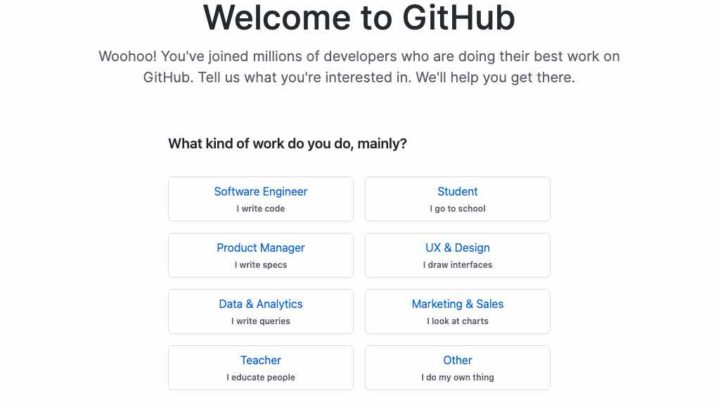 Welcome to GitHub
Woohoo! You've joined millions of developers who are doing their best work on
GitHub. Tell us what you're interested in. We'll help you get there.
What kind of work do you do, mainly?
Software Engineer
I write code
Student
I go to school
Product Manager
I write specs
UX & Design
I draw interfaces
Data & Analytics
I write queries
Marketing & Sales
I look at charts
Teacher
I educate people
Other
I do my own thing